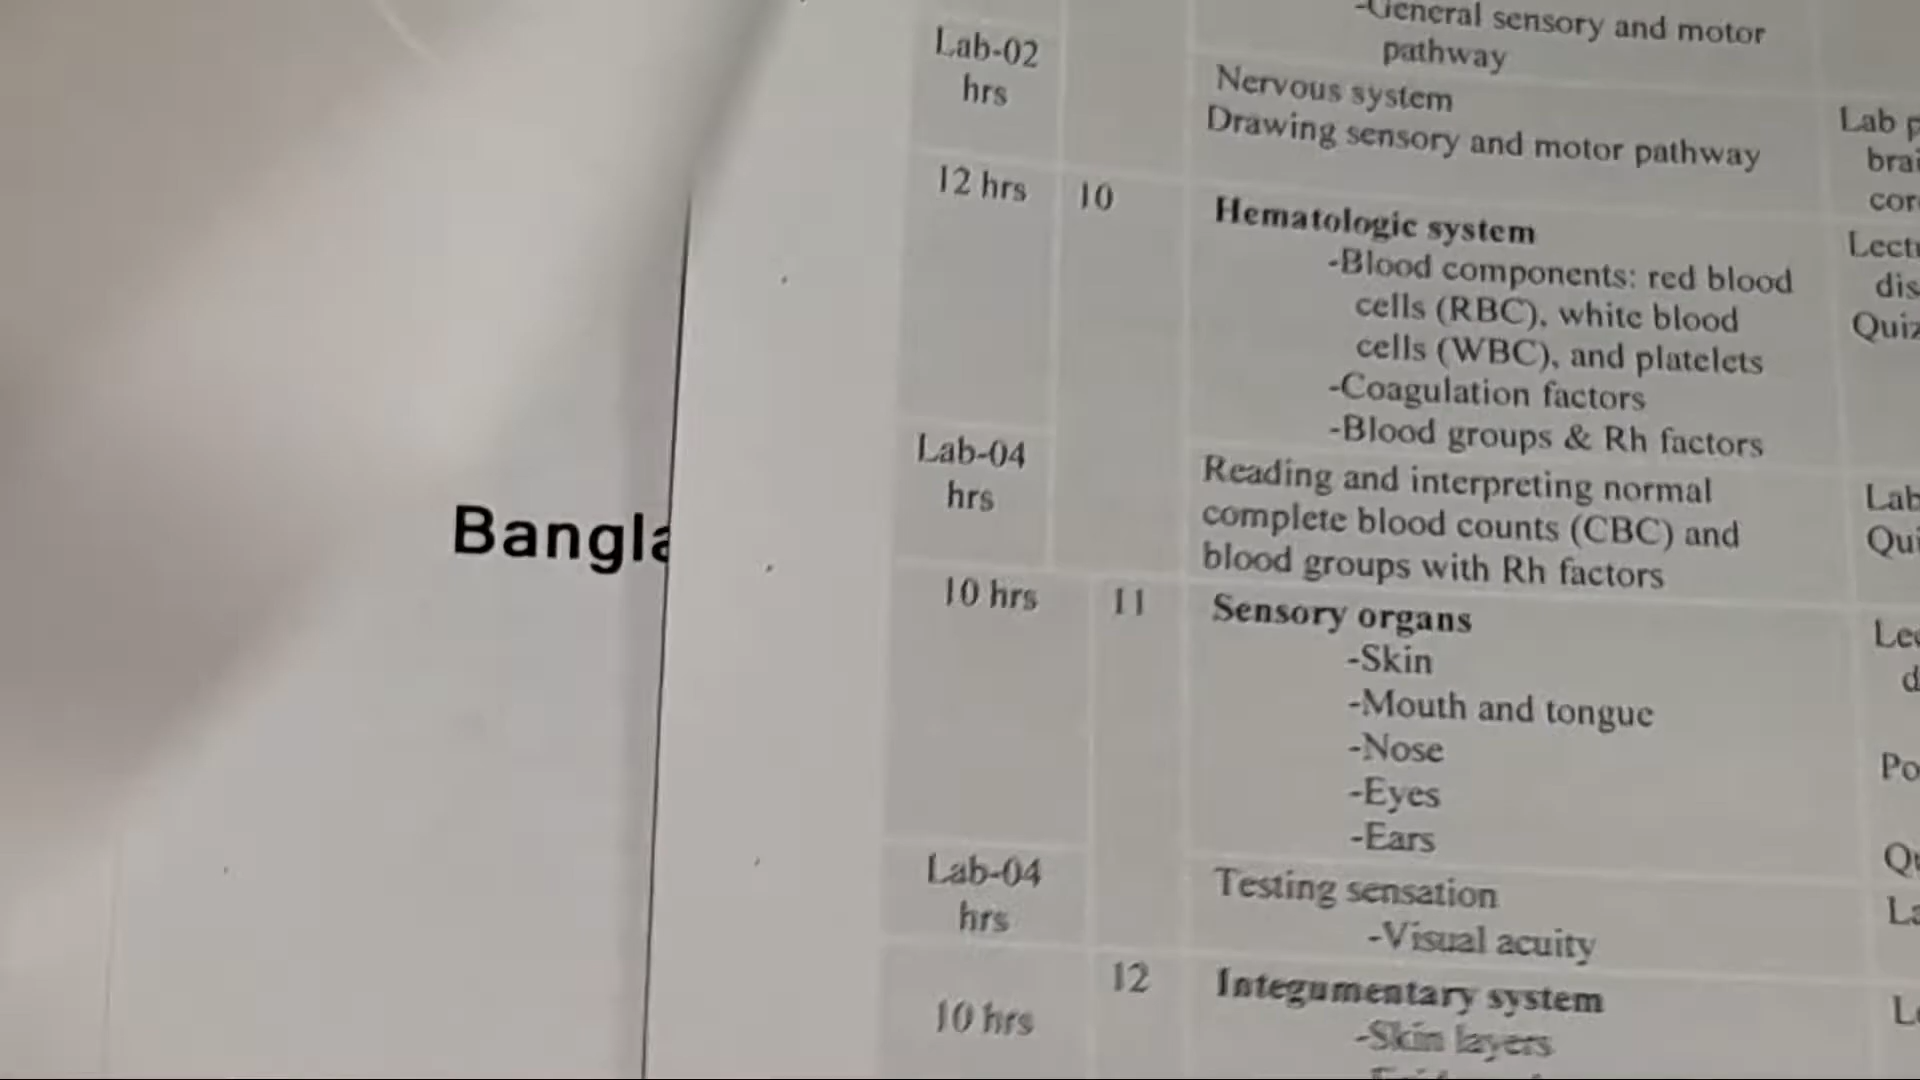 -General sensory and motor
pathway
Lab-02
hrs
Nervous system
Drawing sensory and motor pathway
Lab
12 hrs
10
Hematologic system
-Blood components: red blood
cells (RBC), white blood
cells (WBC), and platelets
-Coagulation factors
-Blood groups & Rh factors
Lab-04
hrs
Reading and interpreting normal
complete blood counts (CBC) and
blood groups with Rh factors
Lab
10 hrs
11
Sensory organs
-Skin
-Mouth and tongue
-Nose
-Eyes
-Ears
Lab-04
hrs
Testing sensation
-Visual acuity
12
Integumentary system
10 hrs
-Skin layers